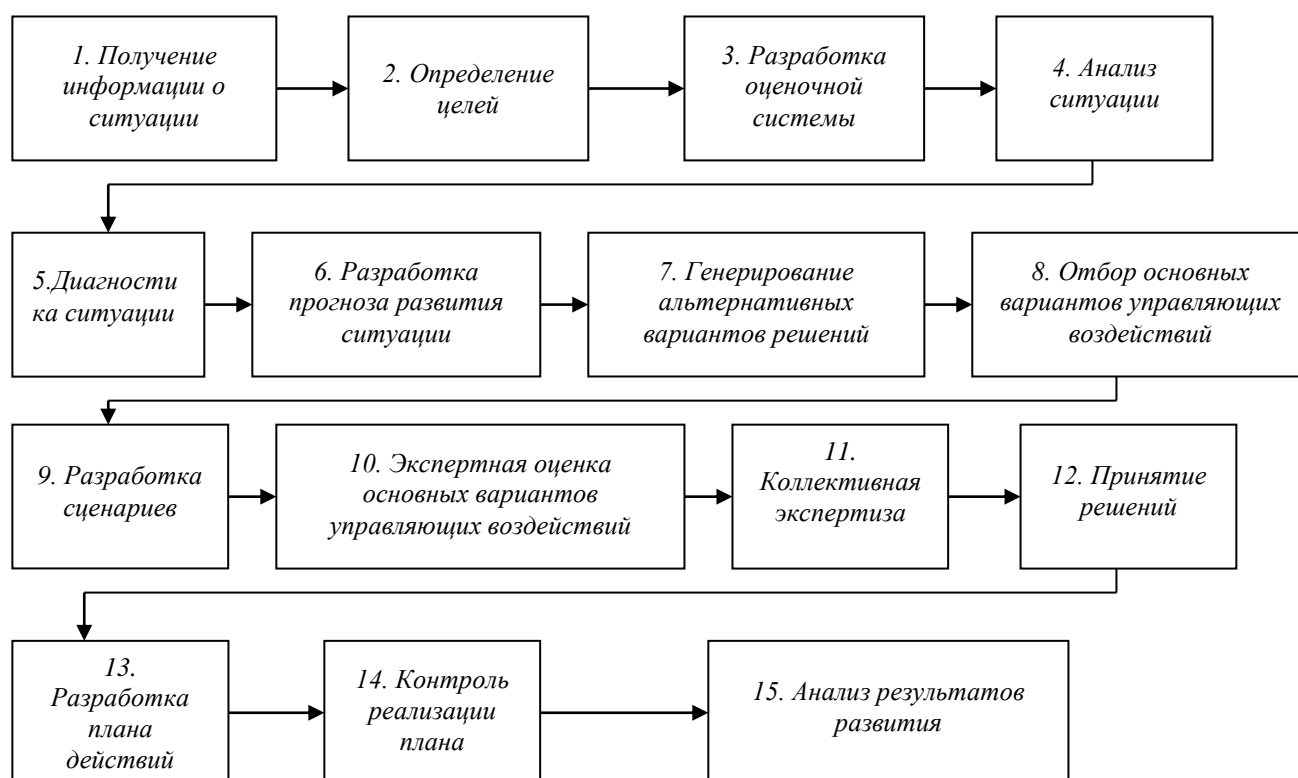 1. Получение
информации о
ситуации
2. Определение
целей
3. Разработка
оценочной
системы
4. Анализ
ситуации
5.Диагности
ка ситуации
6. Разработка
прогноза развития
ситуации
7. Генерирование
альтернативных
вариантов решений
8. Отбор основных
вариантов управляющих
воздействий
9. Разработка
сценариев
10. Экспертная оценка
основных вариантов
управляющих воздействий
11.
Коллективная
экспертиза
12. Принятие
решений
13.
Разработка
плана
действий
14. Контроль
реализации
плана
15. Анализ результатов
развития